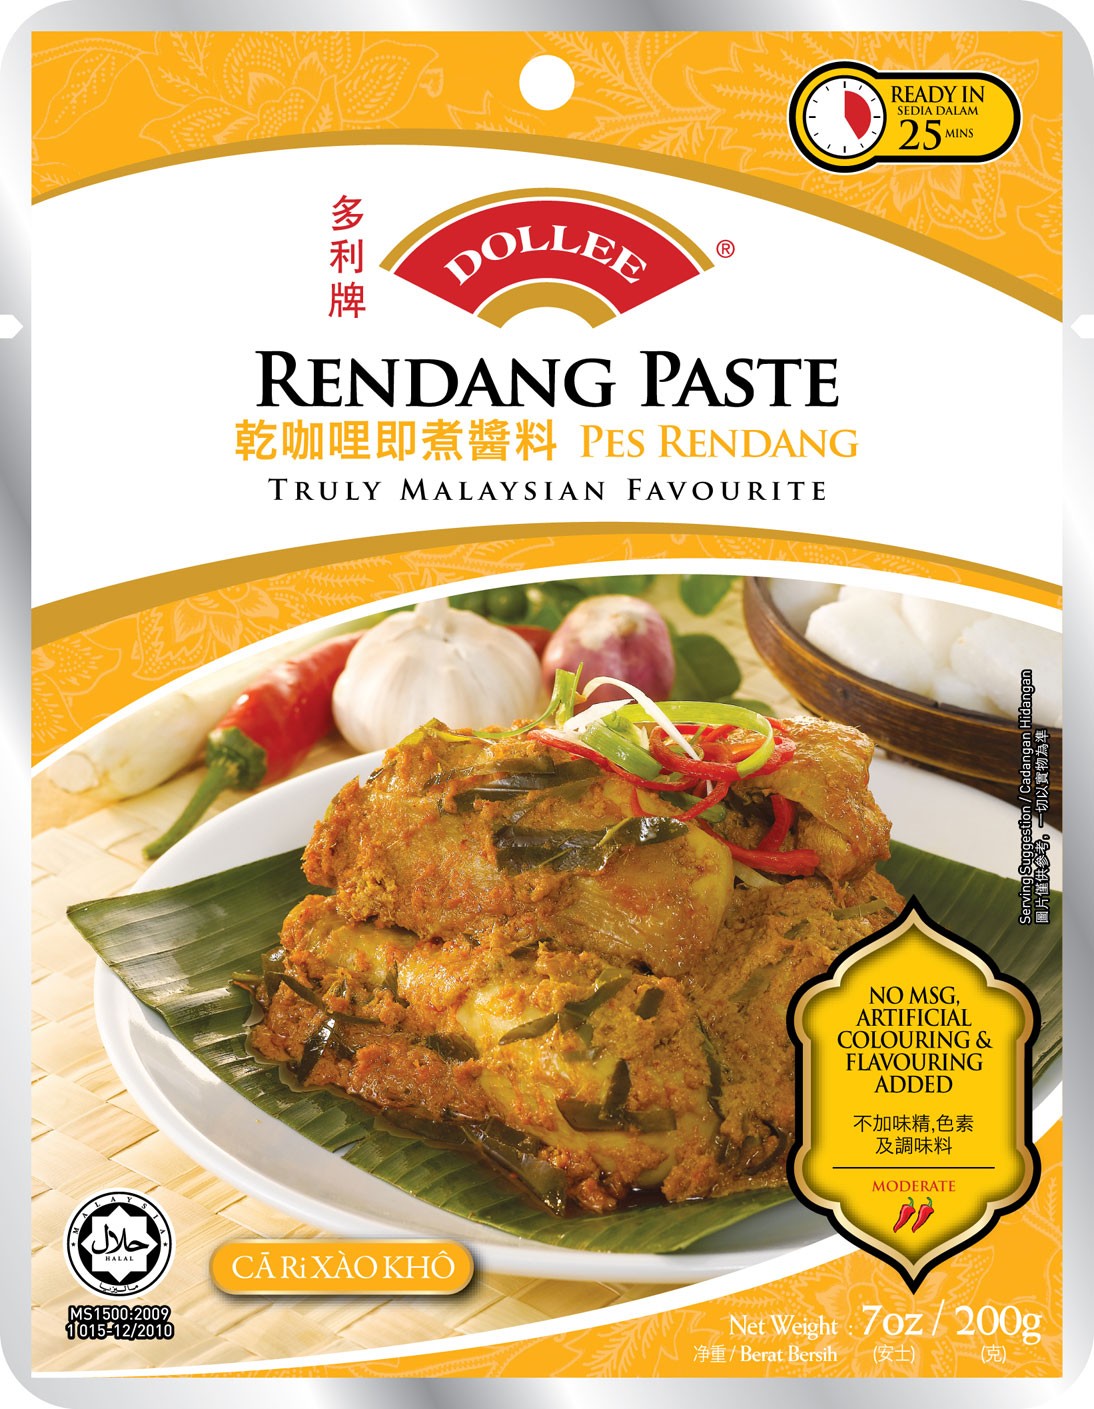 READY IN
SEDIA DALAM
25 MINS
多利牌
DOLLEE ®
RENDANG PASTE
乾咖哩即煮醬料 PES RENDANG
TRULY MALAYSIAN FAVOURITE
Serving Suggestion / Cadangan Hidangan
圖片僅供參考，一切以實物為準
NO MSG,
ARTIFICIAL
COLOURING &
FLAVOURING
ADDED
不加味精,色素
及調味料
MODERATE
MALAYSIA
حلال
HALAL
ماليزيا
MS1500:2009
1 015-12/2010
CĀ Ri XÀO KHÔ
Net Weight : 7oz / 200g
净重 / Berat Bersih (安士) (克)